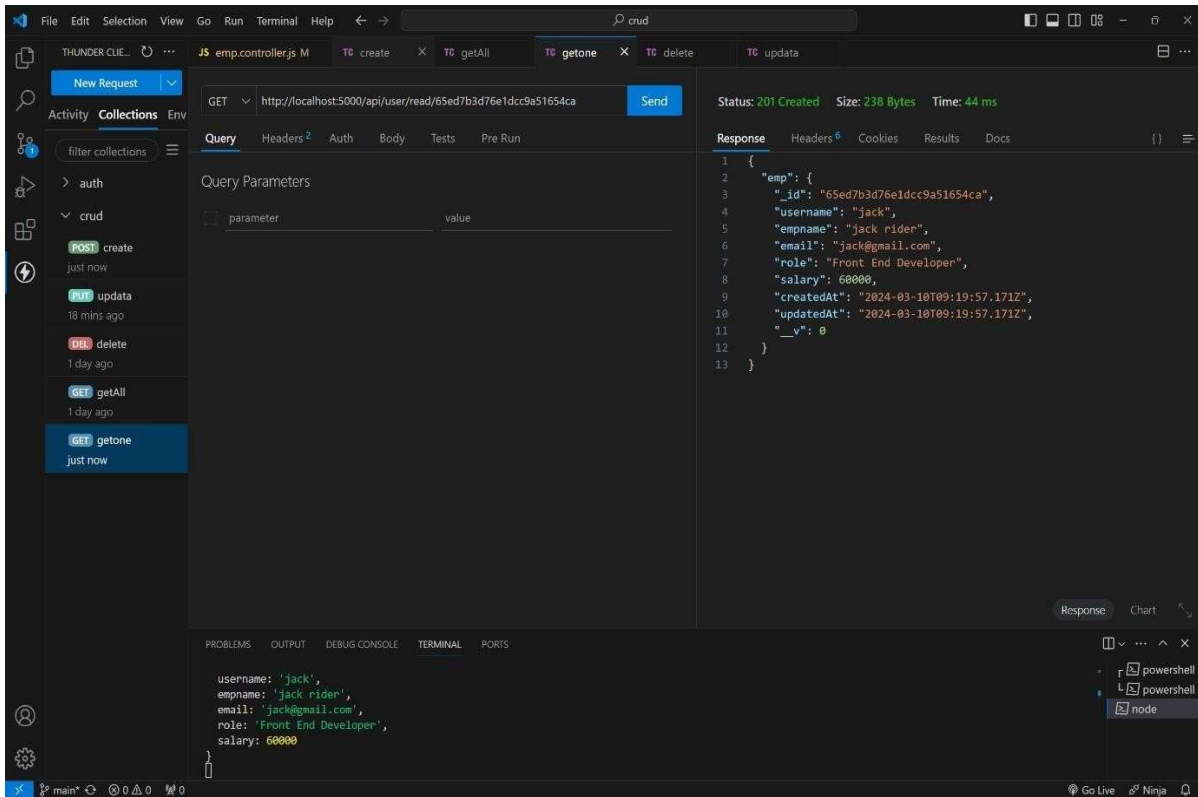 File Edit Selection View Go Run Terminal Help crud
THUNDER CLIE... JS emp.controller.js M TC create TC getAll TC getone TC delete TC updata
New Request
Activity Collections Env
filter collections
auth
crud
POST create
just now
PUT updata
18 mins ago
DEL delete
1 day ago
GET getAll
1 day ago
GET getone
just now
GET http://localhost:5000/api/user/read/65ed7b3d76e1dcc9a51654ca Send
Query Headers 2 Auth Body Tests Pre Run
Query Parameters
parameter value
Status: 201 Created Size: 238 Bytes Time: 44 ms
Response Headers 6 Cookies Results Docs {}
1 {
2 "emp": {
3 "_id": "65ed7b3d76e1dcc9a51654ca",
4 "username": "jack",
5 "empname": "jack rider",
6 "email": "jack@gmail.com",
7 "role": "Front End Developer",
8 "salary": 60000,
9 "createdAt": "2024-03-10T09:19:57.171Z",
10 "updatedAt": "2024-03-10T09:19:57.171Z",
11 "__v": 0
12 }
13 }
Response Chart
PROBLEMS OUTPUT DEBUG CONSOLE TERMINAL PORTS
username: 'jack',
empname: 'jack rider',
email: 'jack@gmail.com',
role: 'Front End Developer',
salary: 60000
}
powershell
powershell
node
main* 0 0 0 Go Live Ninja